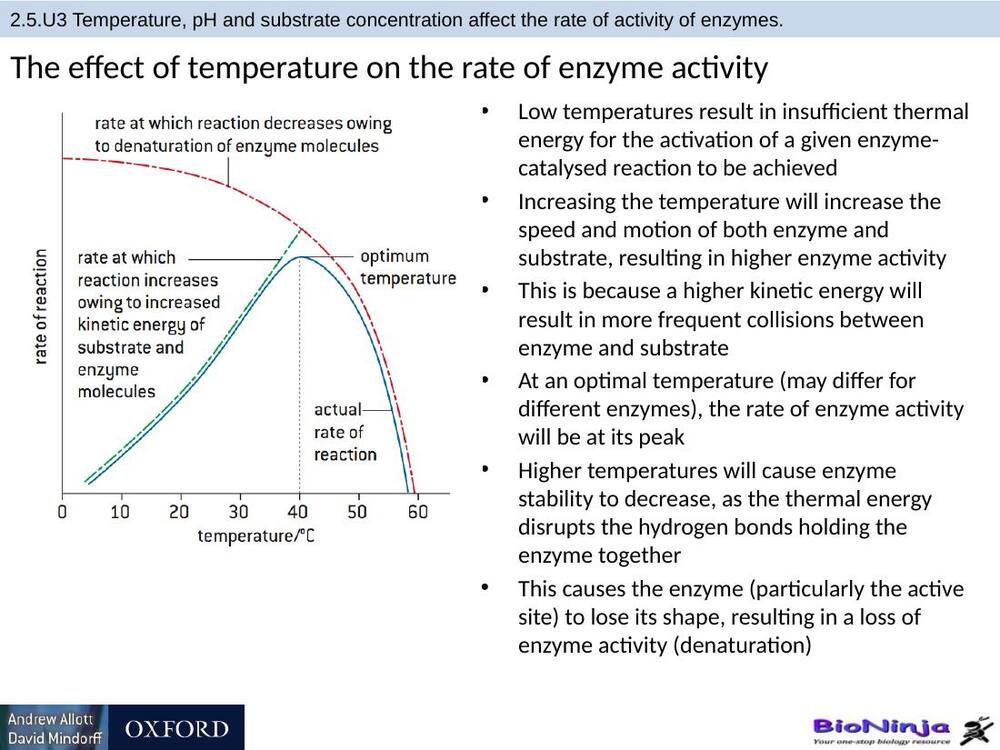 2.5.U3 Temperature, pH and substrate concentration affect the rate of activity of enzymes.
The effect of temperature on the rate of enzyme activity
rate at which reaction decreases owing
to denaturation of enzyme molecules
rate at which
reaction increases
owing to increased
kinetic energy of
substrate and
enzyme
molecules
optimum
temperature
actual
rate of
reaction
rate of reaction
0 10 20 30 40 50 60
temperature/°C
• Low temperatures result in insufficient thermal
energy for the activation of a given enzyme-
catalysed reaction to be achieved
• Increasing the temperature will increase the
speed and motion of both enzyme and
substrate, resulting in higher enzyme activity
• This is because a higher kinetic energy will
result in more frequent collisions between
enzyme and substrate
• At an optimal temperature (may differ for
different enzymes), the rate of enzyme activity
will be at its peak
• Higher temperatures will cause enzyme
stability to decrease, as the thermal energy
disrupts the hydrogen bonds holding the
enzyme together
• This causes the enzyme (particularly the active
site) to lose its shape, resulting in a loss of
enzyme activity (denaturation)
Andrew Allott
David Mindorff
OXFORD
BioNinja
Your one-stop biology resource